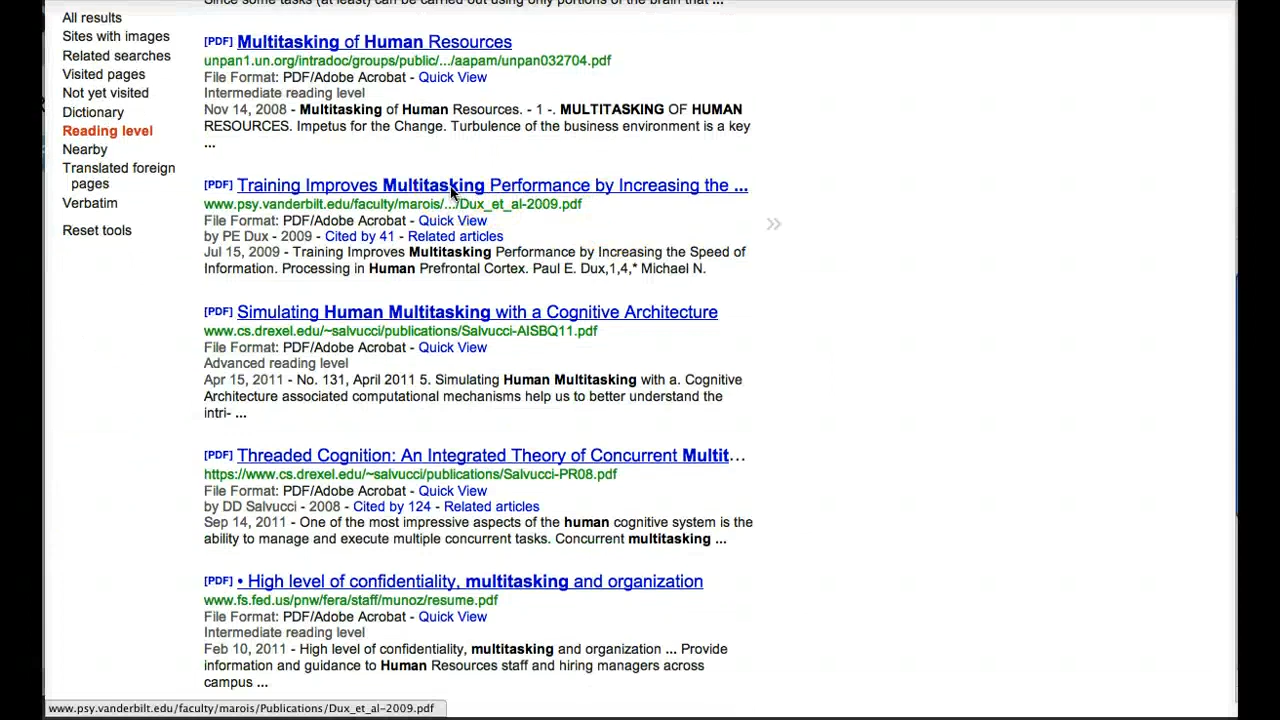 Since some tasks (at least) can be carried out using only portions of the brain that ...
All results
Sites with images
Related searches
Visited pages
Not yet visited
Dictionary
Reading level
Nearby
Translated foreign
pages
Verbatim
Reset tools
[PDF] Multitasking of Human Resources
unpan1.un.org/intradoc/groups/public/.../aapam/unpan032704.pdf
File Format: PDF/Adobe Acrobat - Quick View
Intermediate reading level
Nov 14, 2008 - Multitasking of Human Resources. - 1 -. MULTITASKING OF HUMAN
RESOURCES. Impetus for the Change. Turbulence of the business environment is a key
...
[PDF] Training Improves Multitasking Performance by Increasing the ...
www.psy.vanderbilt.edu/faculty/marois/.../Dux_et_al-2009.pdf
File Format: PDF/Adobe Acrobat - Quick View
by PE Dux - 2009 - Cited by 41 - Related articles
Jul 15, 2009 - Training Improves Multitasking Performance by Increasing the Speed of
Information. Processing in Human Prefrontal Cortex. Paul E. Dux,1,4,* Michael N.
[PDF] Simulating Human Multitasking with a Cognitive Architecture
www.cs.drexel.edu/~salvucci/publications/Salvucci-AISBQ11.pdf
File Format: PDF/Adobe Acrobat - Quick View
Advanced reading level
Apr 15, 2011 - No. 131, April 2011 5. Simulating Human Multitasking with a. Cognitive
Architecture associated computational mechanisms help us to better understand the
intri- ...
[PDF] Threaded Cognition: An Integrated Theory of Concurrent Multit...
https://www.cs.drexel.edu/~salvucci/publications/Salvucci-PR08.pdf
File Format: PDF/Adobe Acrobat - Quick View
by DD Salvucci - 2008 - Cited by 124 - Related articles
Sep 14, 2011 - One of the most impressive aspects of the human cognitive system is the
ability to manage and execute multiple concurrent tasks. Concurrent multitasking ...
[PDF] • High level of confidentiality, multitasking and organization
www.fs.fed.us/pnw/fera/staff/munoz/resume.pdf
File Format: PDF/Adobe Acrobat - Quick View
Intermediate reading level
Feb 10, 2011 - High level of confidentiality, multitasking and organization ... Provide
information and guidance to Human Resources staff and hiring managers across
campus ...
www.psy.vanderbilt.edu/faculty/marois/Publications/Dux_et_al-2009.pdf